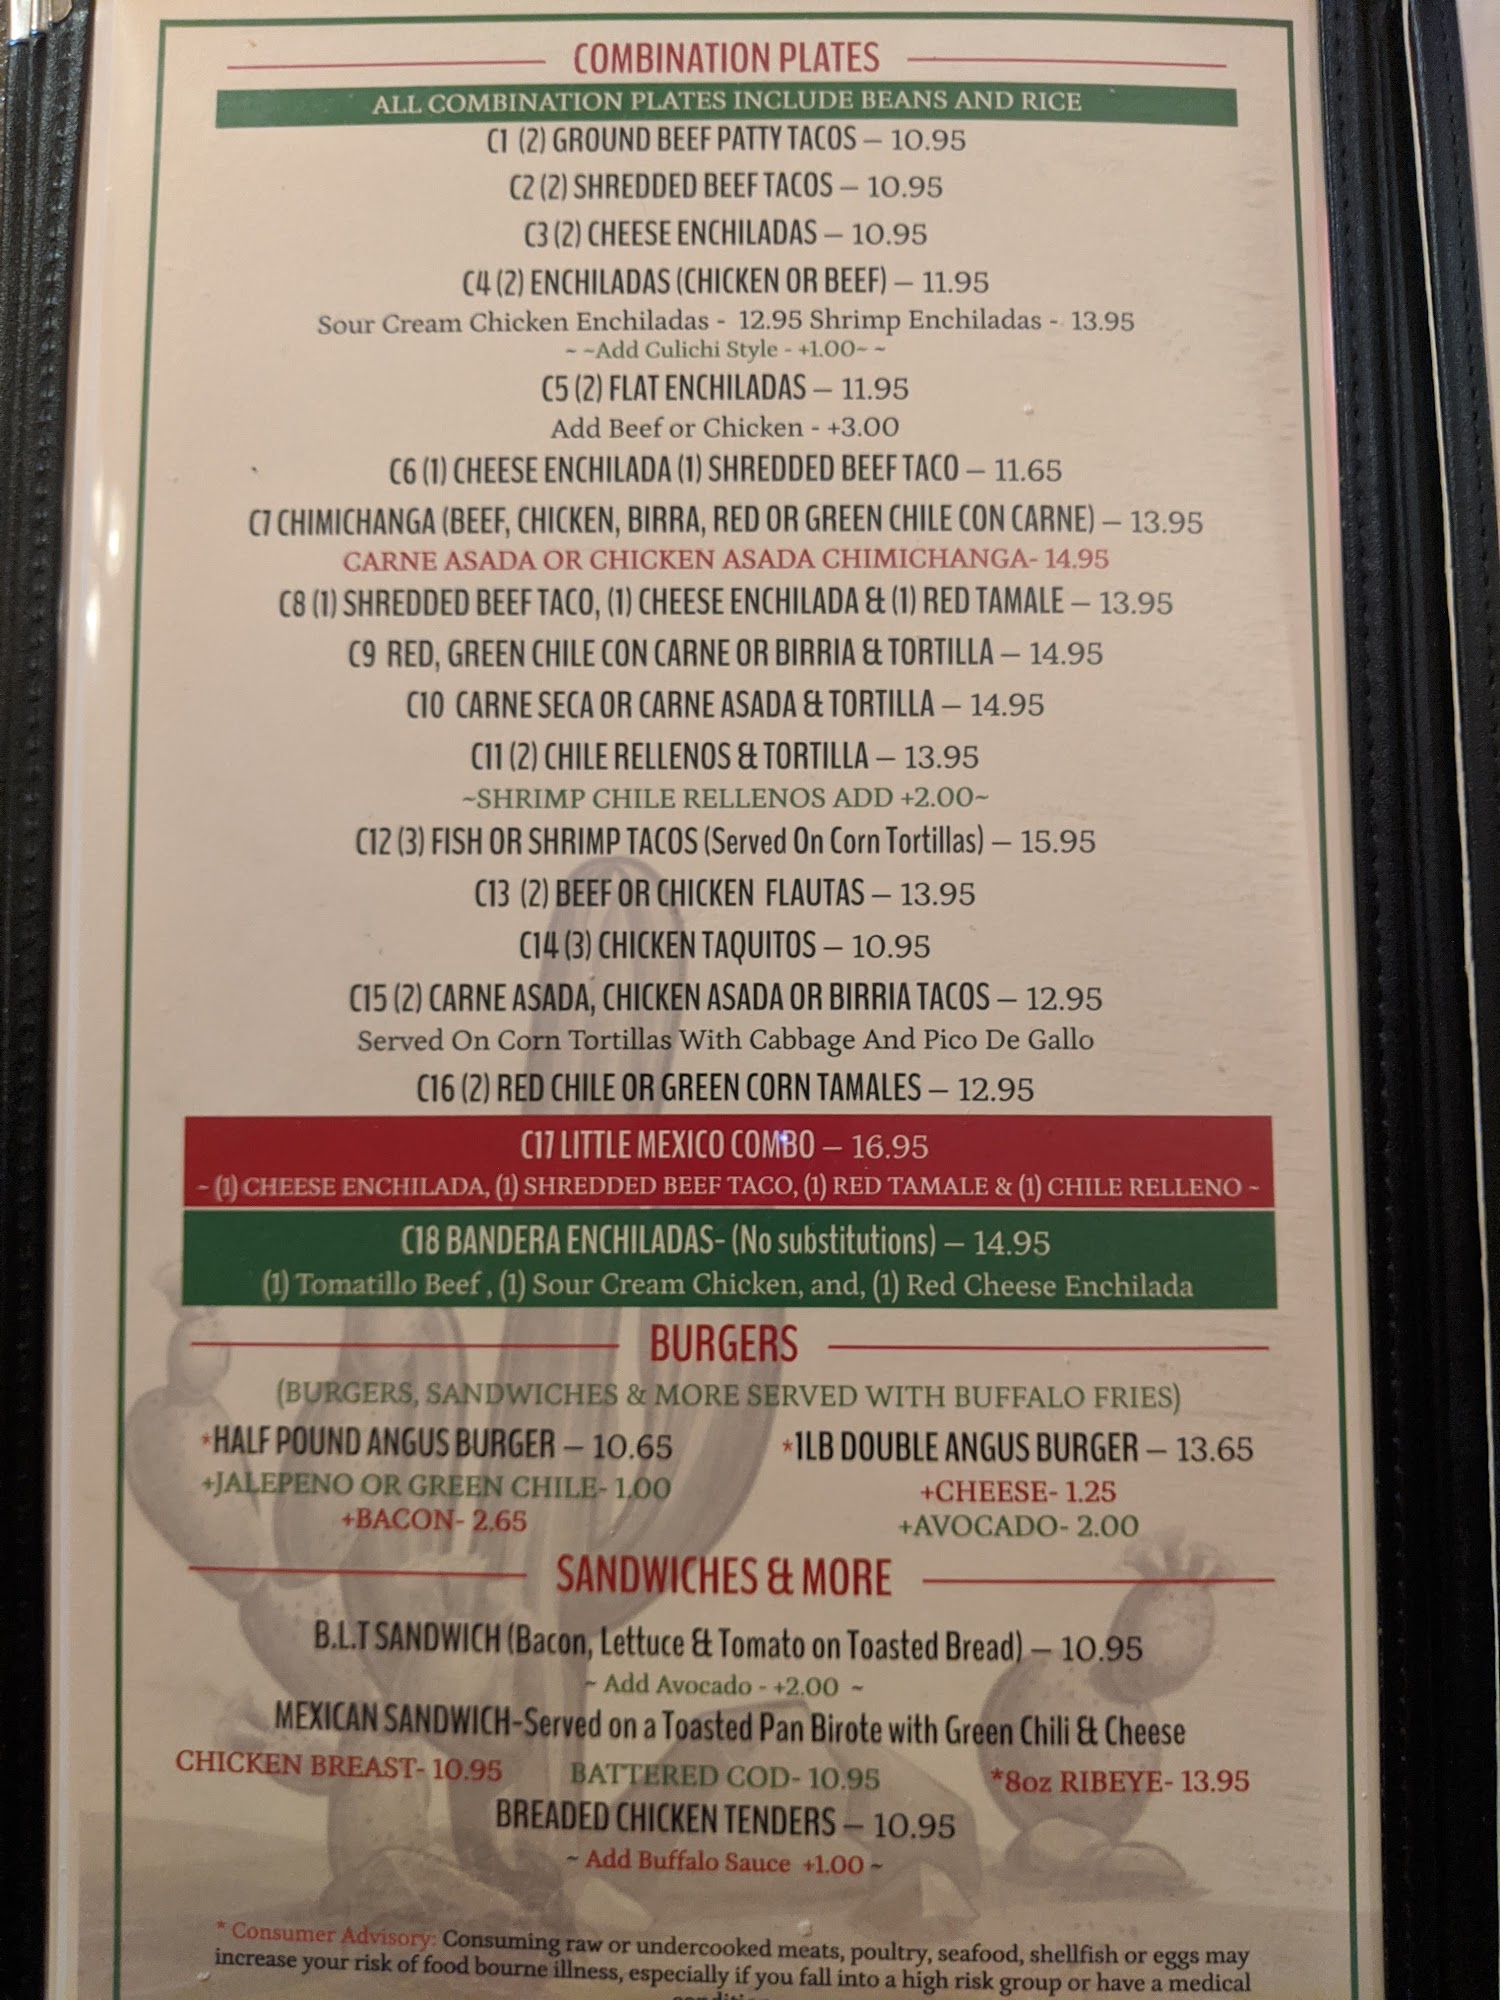 COMBINATION PLATES
ALL COMBINATION PLATES INCLUDE BEANS AND RICE
C1 (2) GROUND BEEF PATTY TACOS – 10.95
C2 (2) SHREDDED BEEF TACOS – 10.95
C3 (2) CHEESE ENCHILADAS – 10.95
C4 (2) ENCHILADAS (CHICKEN OR BEEF) – 11.95
Sour Cream Chicken Enchiladas - 12.95 Shrimp Enchiladas - 13.95
~ ~Add Culichi Style - +1.00~ ~
C5 (2) FLAT ENCHILADAS – 11.95
Add Beef or Chicken - +3.00
C6 (1) CHEESE ENCHILADA (1) SHREDDED BEEF TACO – 11.65
C7 CHIMICHANGA (BEEF, CHICKEN, BIRRA, RED OR GREEN CHILE CON CARNE) – 13.95
CARNE ASADA OR CHICKEN ASADA CHIMICHANGA- 14.95
C8 (1) SHREDDED BEEF TACO, (1) CHEESE ENCHILADA & (1) RED TAMALE – 13.95
C9 RED, GREEN CHILE CON CARNE OR BIRRIA & TORTILLA – 14.95
C10 CARNE SECA OR CARNE ASADA & TORTILLA – 14.95
C11 (2) CHILE RELLENOS & TORTILLA – 13.95
~SHRIMP CHILE RELLENOS ADD +2.00~
C12 (3) FISH OR SHRIMP TACOS (Served On Corn Tortillas) – 15.95
C13 (2) BEEF OR CHICKEN FLAUTAS – 13.95
C14 (3) CHICKEN TAQUITOS – 10.95
C15 (2) CARNE ASADA, CHICKEN ASADA OR BIRRIA TACOS – 12.95
Served On Corn Tortillas With Cabbage And Pico De Gallo
C16 (2) RED CHILE OR GREEN CORN TAMALES – 12.95
C17 LITTLE MEXICO COMBO – 16.95
~ (1) CHEESE ENCHILADA, (1) SHREDDED BEEF TACO, (1) RED TAMALE & (1) CHILE RELLENO ~
C18 BANDERA ENCHILADAS- (No substitutions) – 14.95
(1) Tomatillo Beef , (1) Sour Cream Chicken, and, (1) Red Cheese Enchilada
BURGERS
(BURGERS, SANDWICHES & MORE SERVED WITH BUFFALO FRIES)
*HALF POUND ANGUS BURGER – 10.65 *1LB DOUBLE ANGUS BURGER – 13.65
+JALEPENO OR GREEN CHILE- 1.00 +CHEESE- 1.25
+BACON- 2.65 +AVOCADO- 2.00
SANDWICHES & MORE
B.L.T SANDWICH (Bacon, Lettuce & Tomato on Toasted Bread) – 10.95
~ Add Avocado - +2.00 ~
MEXICAN SANDWICH-Served on a Toasted Pan Birote with Green Chili & Cheese
CHICKEN BREAST- 10.95 BATTERED COD- 10.95 *8oz RIBEYE- 13.95
BREADED CHICKEN TENDERS – 10.95
~ Add Buffalo Sauce +1.00 ~
* Consumer Advisory: Consuming raw or undercooked meats, poultry, seafood, shellfish or eggs may
increase your risk of food bourne illness, especially if you fall into a high risk group or have a medical